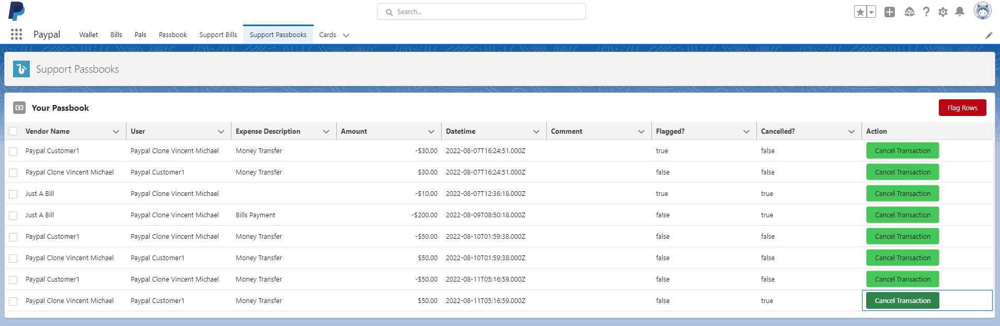 Search...
Paypal Wallet Bills Pals Passbook Support Bills Support Passbooks Cards
Support Passbooks
Your Passbook Flag Rows
Vendor Name User Expense Description Amount Datetime Comment Flagged? Cancelled? Action
Paypal Customer1 Paypal Clone Vincent Michael Money Transfer -$30.00 2022-08-07T16:24:51.000Z true false Cancel Transaction
Paypal Clone Vincent Michael Paypal Customer1 Money Transfer $30.00 2022-08-07T16:24:51.000Z false false Cancel Transaction
Just A Bill Paypal Clone Vincent Michael -$10.00 2022-08-07T12:36:18.000Z true true Cancel Transaction
Just A Bill Paypal Clone Vincent Michael Bills Payment -$200.00 2022-08-09T08:50:18.000Z false true Cancel Transaction
Paypal Customer1 Paypal Clone Vincent Michael Money Transfer -$50.00 2022-08-10T01:59:38.000Z false false Cancel Transaction
Paypal Clone Vincent Michael Paypal Customer1 Money Transfer $50.00 2022-08-10T01:59:38.000Z false false Cancel Transaction
Paypal Customer1 Paypal Clone Vincent Michael Money Transfer -$50.00 2022-08-11T05:16:59.000Z false false Cancel Transaction
Paypal Clone Vincent Michael Paypal Customer1 Money Transfer $50.00 2022-08-11T05:16:59.000Z false true Cancel Transaction